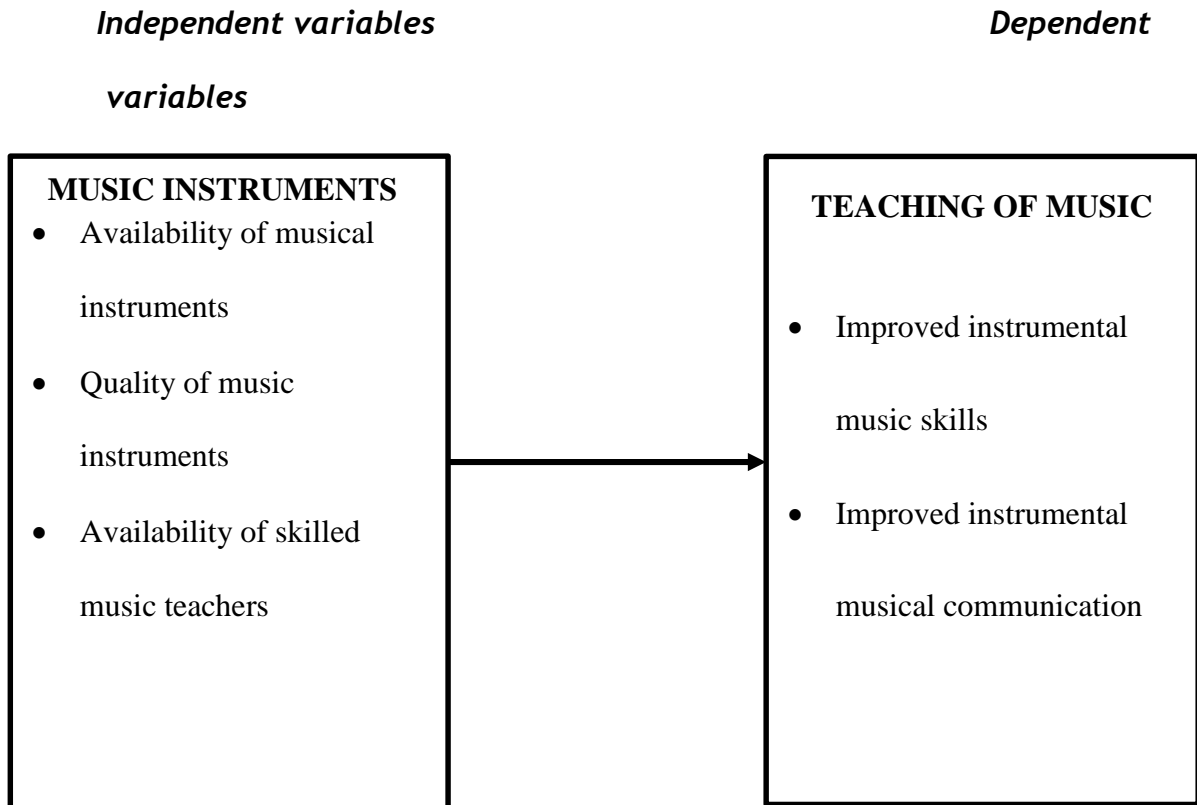 Independent variables Dependent
variables
MUSIC INSTRUMENTS
• Availability of musical
instruments
• Quality of music
instruments
• Availability of skilled
music teachers
TEACHING OF MUSIC
• Improved instrumental
music skills
• Improved instrumental
musical communication